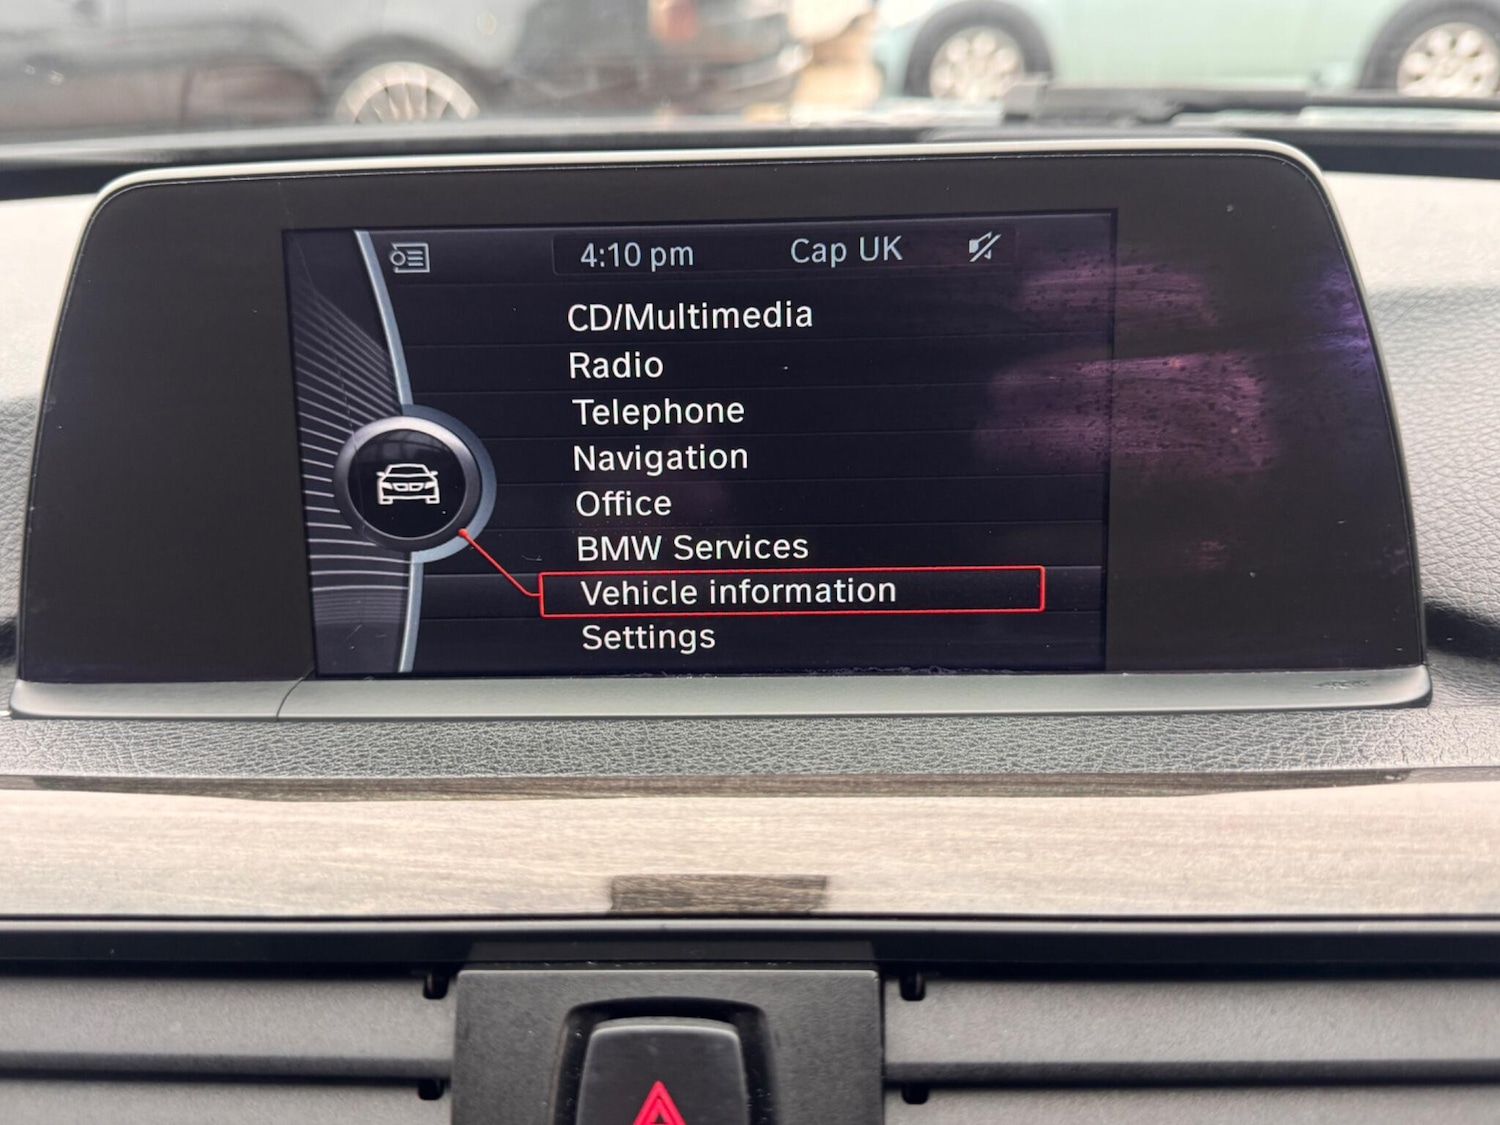 4:10 pm Cap UK
CD/Multimedia
Radio
Telephone
Navigation
Office
BMW Services
Vehicle information
Settings